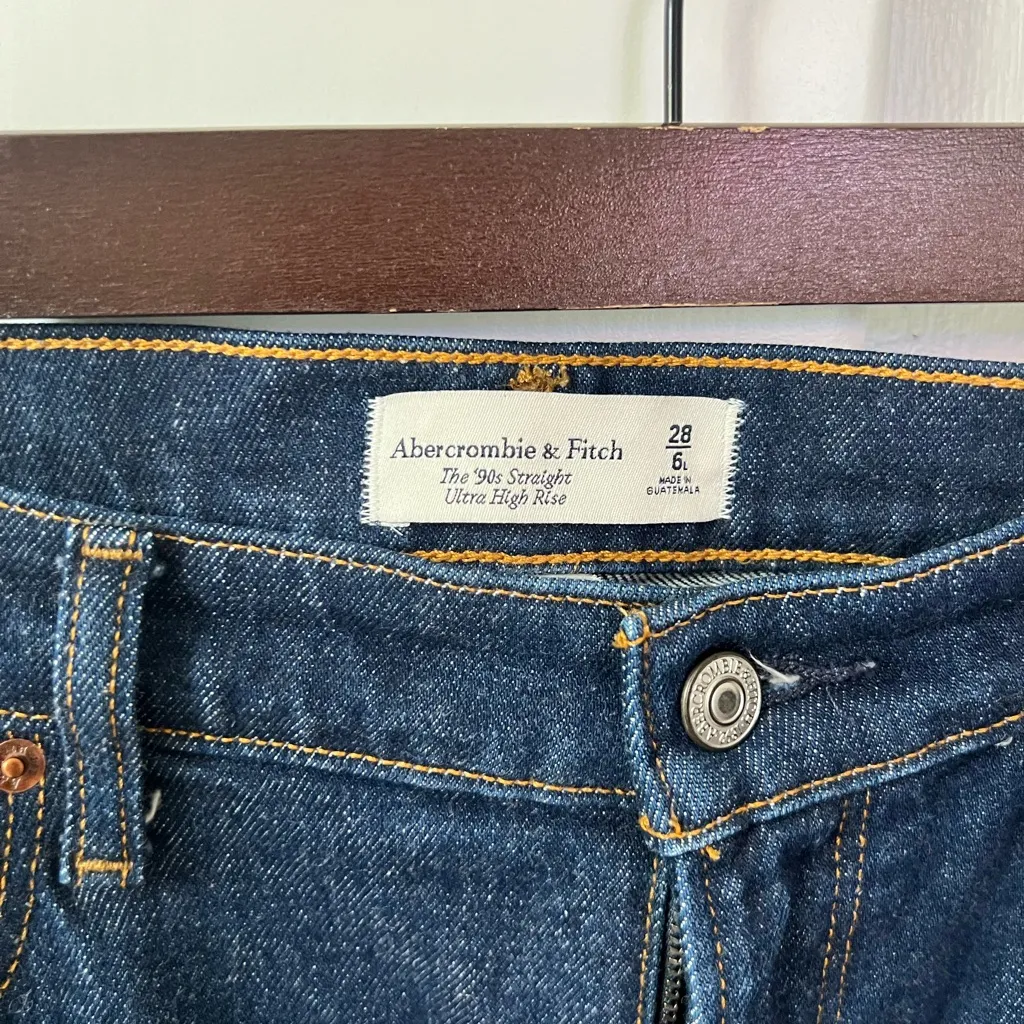 Abercrombie & Fitch
The '90s Straight
Ultra High Rise
28
6L
MADE IN
GUATEMALA
ABERCROMBIE &